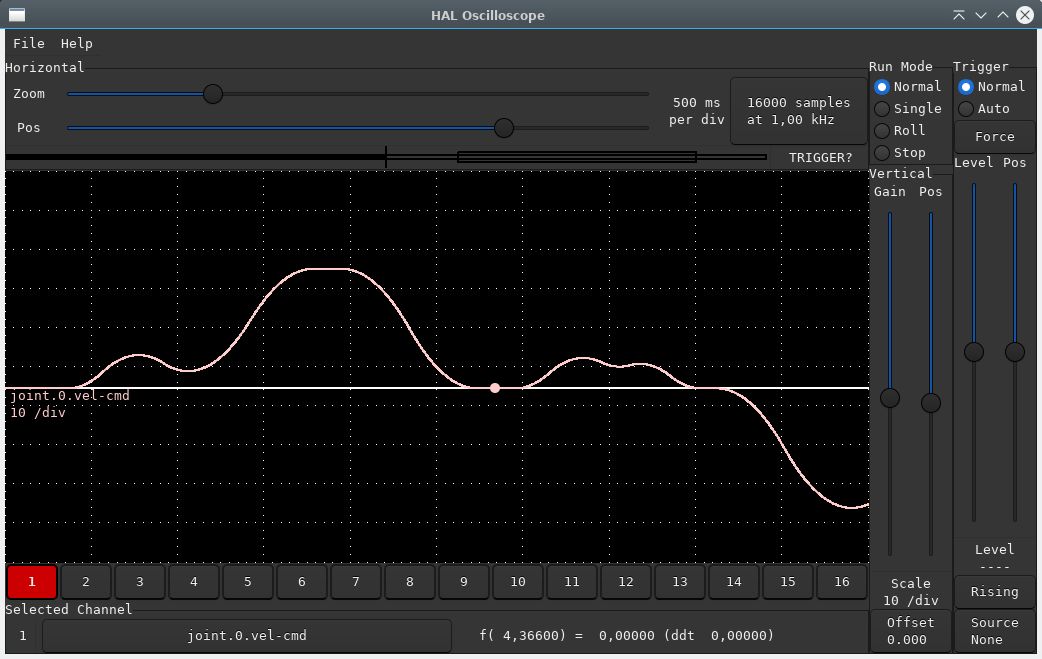 HAL Oscilloscope
File Help
Horizontal
Zoom
Pos
500 ms
per div
16000 samples
at 1,00 kHz
TRIGGER?
Run Mode
Normal
Single
Roll
Stop
Trigger
Normal
Auto
Force
Level Pos
Vertical
Gain Pos
joint.0.vel-cmd
10 /div
1 2 3 4 5 6 7 8 9 10 11 12 13 14 15 16
Scale
10 /div
Offset
0.000
Level
----
Rising
Source
None
Selected Channel
1 joint.0.vel-cmd f( 4,36600) = 0,00000 (ddt 0,00000)